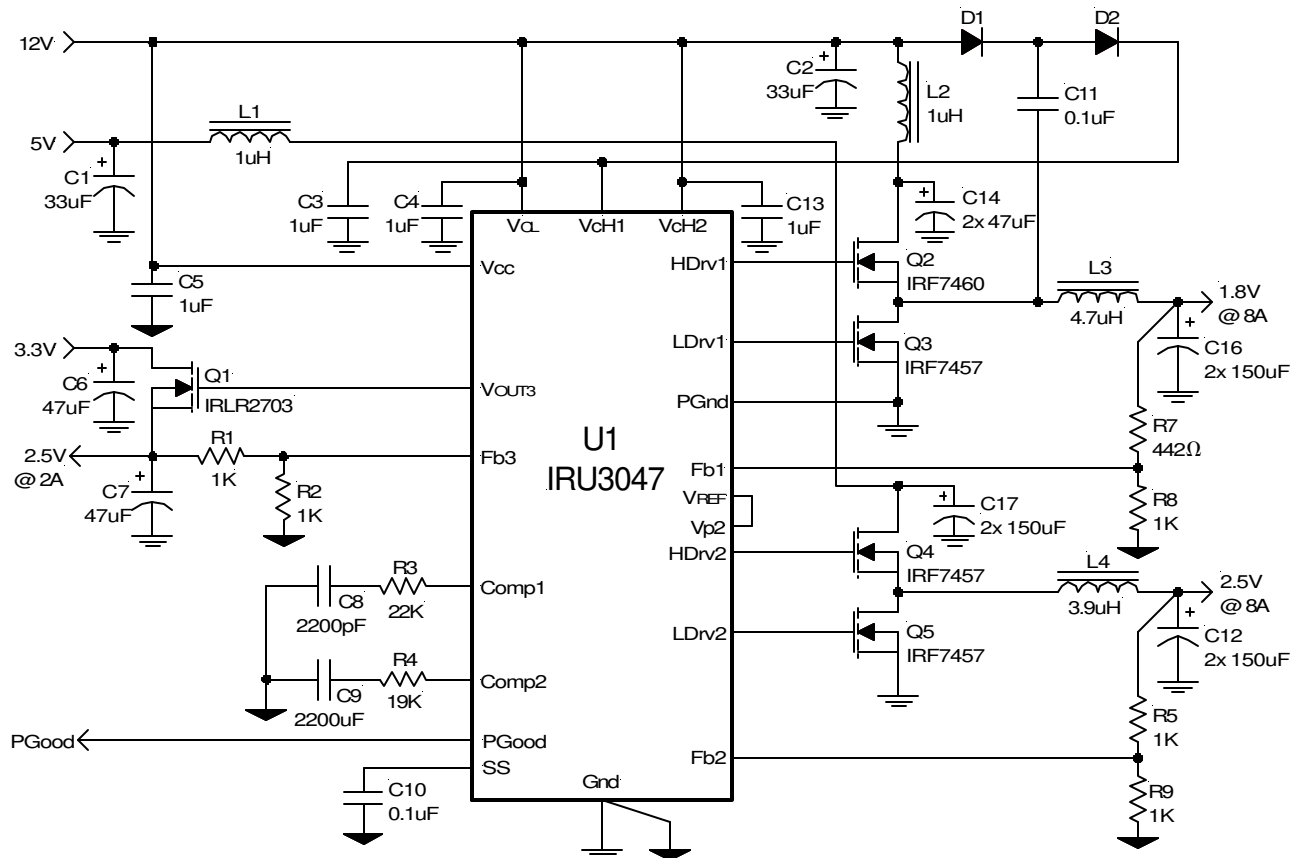 D1
D2
12V
C2
33uF
L2
1uH
C11
0.1uF
L1
1uH
5V
C1
33uF
C3
1uF
C4
1uF
C13
1uF
C14
2x 47uF
VCL
VcH1
VcH2
Vcc
C5
1uF
HDrv1
Q2
IRF7460
L3
4.7uH
1.8V
@ 8A
3.3V
C6
47uF
Q1
IRLR2703
VOUT3
LDrv1
Q3
IRF7457
C16
2x 150uF
PGnd
R7
442Ω
2.5V
@ 2A
R1
1K
Fb3
U1
IRU3047
Fb1
C7
47uF
R2
1K
VREF
Vp2
C17
2x 150uF
R8
1K
HDrv2
Q4
IRF7457
L4
3.9uH
2.5V
@ 8A
C8
2200pF
R3
22K
Comp1
LDrv2
Q5
IRF7457
C12
2x 150uF
C9
2200uF
R4
19K
Comp2
R5
1K
PGood
PGood
SS
Fb2
C10
0.1uF
Gnd
R9
1K